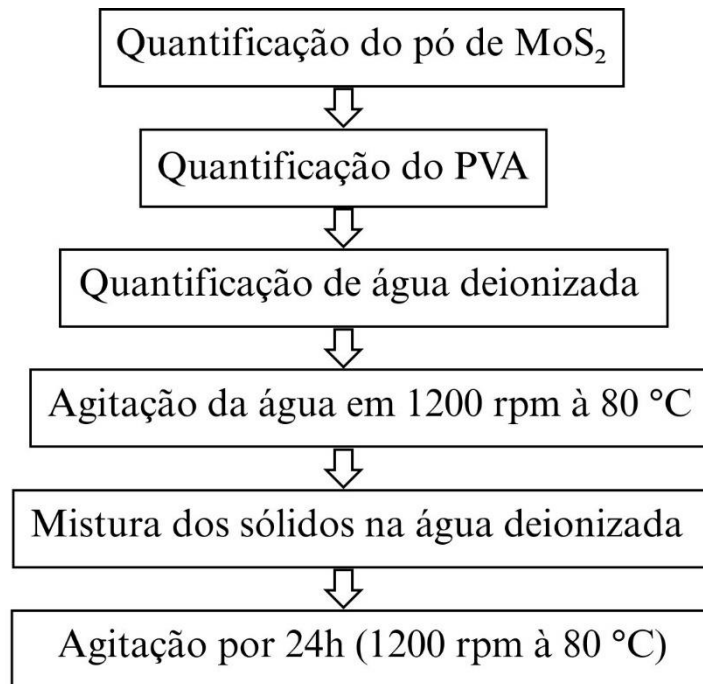 Quantificação do pó de MoS₂
Quantificação do PVA
Quantificação de água deionizada
Agitação da água em 1200 rpm à 80 °C
Mistura dos sólidos na água deionizada
Agitação por 24h (1200 rpm à 80 °C)